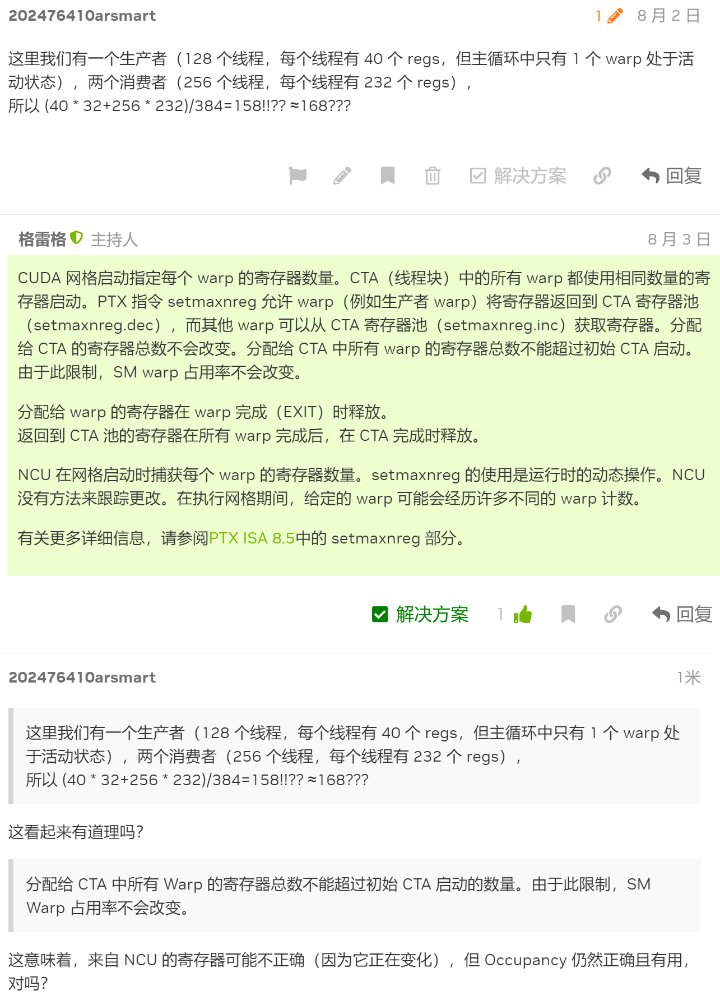 202476410arsmart
1 8 月 2 日
这里我们有一个生产者（128 个线程，每个线程有 40 个 regs，但主循环中只有 1 个 warp 处于活
动状态），两个消费者（256 个线程，每个线程有 232 个 regs），
所以 (40 * 32+256 * 232)/384=158!!?? ≈168???
解决方案 回复
格雷格 主持人
8 月 3 日
CUDA 网格启动指定每个 warp 的寄存器数量。CTA（线程块）中的所有 warp 都使用相同数量的寄
存器启动。PTX 指令 setmaxnreg 允许 warp（例如生产者 warp）将寄存器返回到 CTA 寄存器池
（setmaxnreg.dec），而其他 warp 可以从 CTA 寄存器池（setmaxnreg.inc）获取寄存器。分配
给 CTA 的寄存器总数不会改变。分配给 CTA 中所有 warp 的寄存器总数不能超过初始 CTA 启动。
由于此限制，SM warp 占用率不会改变。
分配给 warp 的寄存器在 warp 完成（EXIT）时释放。
返回到 CTA 池的寄存器在所有 warp 完成后，在 CTA 完成时释放。
NCU 在网格启动时捕获每个 warp 的寄存器数量。setmaxnreg 的使用是运行时的动态操作。NCU
没有方法来跟踪更改。在执行网格期间，给定的 warp 可能会经历许多不同的 warp 计数。
有关更多详细信息，请参阅PTX ISA 8.5中的 setmaxnreg 部分。
解决方案 1 回复
202476410arsmart
1米
这里我们有一个生产者（128 个线程，每个线程有 40 个 regs，但主循环中只有 1 个 warp 处
于活动状态），两个消费者（256 个线程，每个线程有 232 个 regs），
所以 (40 * 32+256 * 232)/384=158!!?? ≈168???
这看起来有道理吗？
分配给 CTA 中所有 Warp 的寄存器总数不能超过初始 CTA 启动的数量。由于此限制，SM
Warp 占用率不会改变。
这意味着，来自 NCU 的寄存器可能不正确（因为它正在变化），但 Occupancy 仍然正确且有用，
对吗？